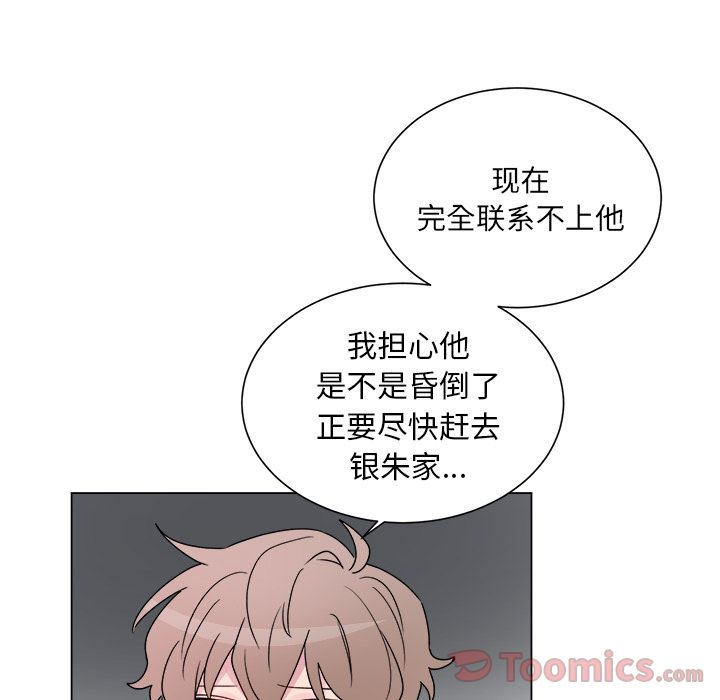 现在
完全联系不上他
我担心他
是不是昏倒了
正要尽快赶去
银朱家...
Toomics.com